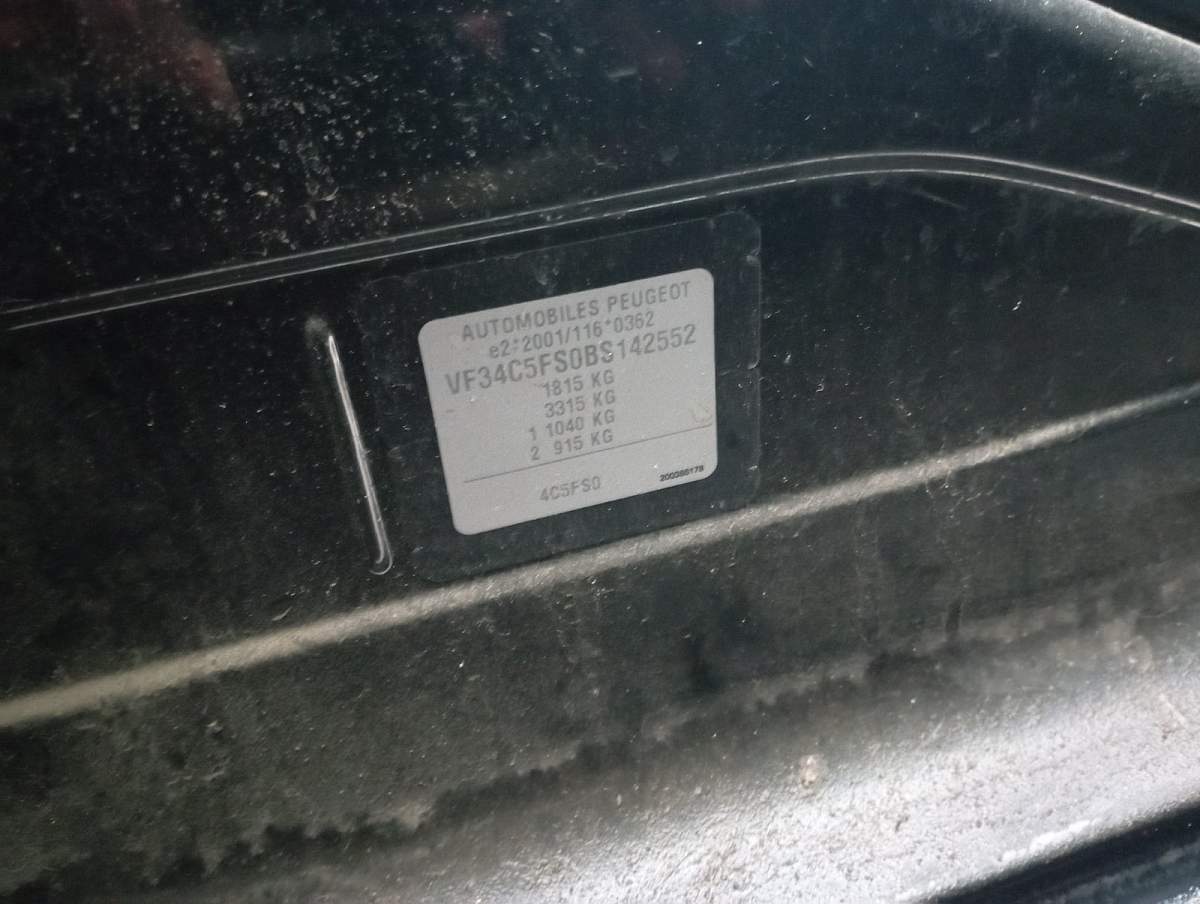 AUTOMOBILES PEUGEOT
e2*2001/116*0362
VF34C5FS0BS142552
1815 KG
3315 KG
1 1040 KG
2 915 KG
4C5FS0